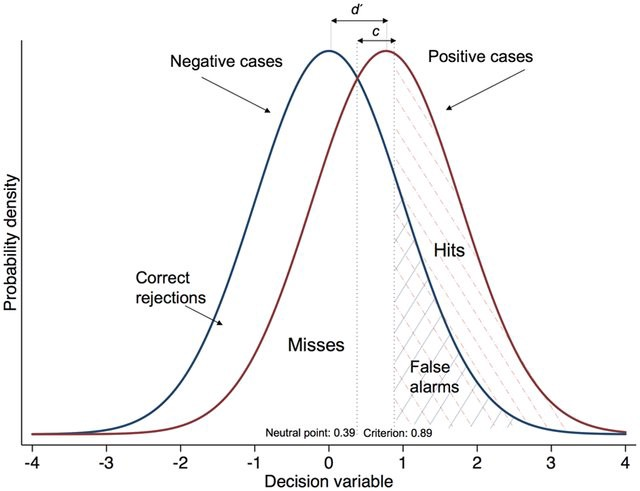 d′
c
Negative cases
Positive cases
Probability density
Correct
rejections
Hits
Misses
False
alarms
Neutral point: 0.39 Criterion: 0.89
-4 -3 -2 -1 0 1 2 3 4
Decision variable